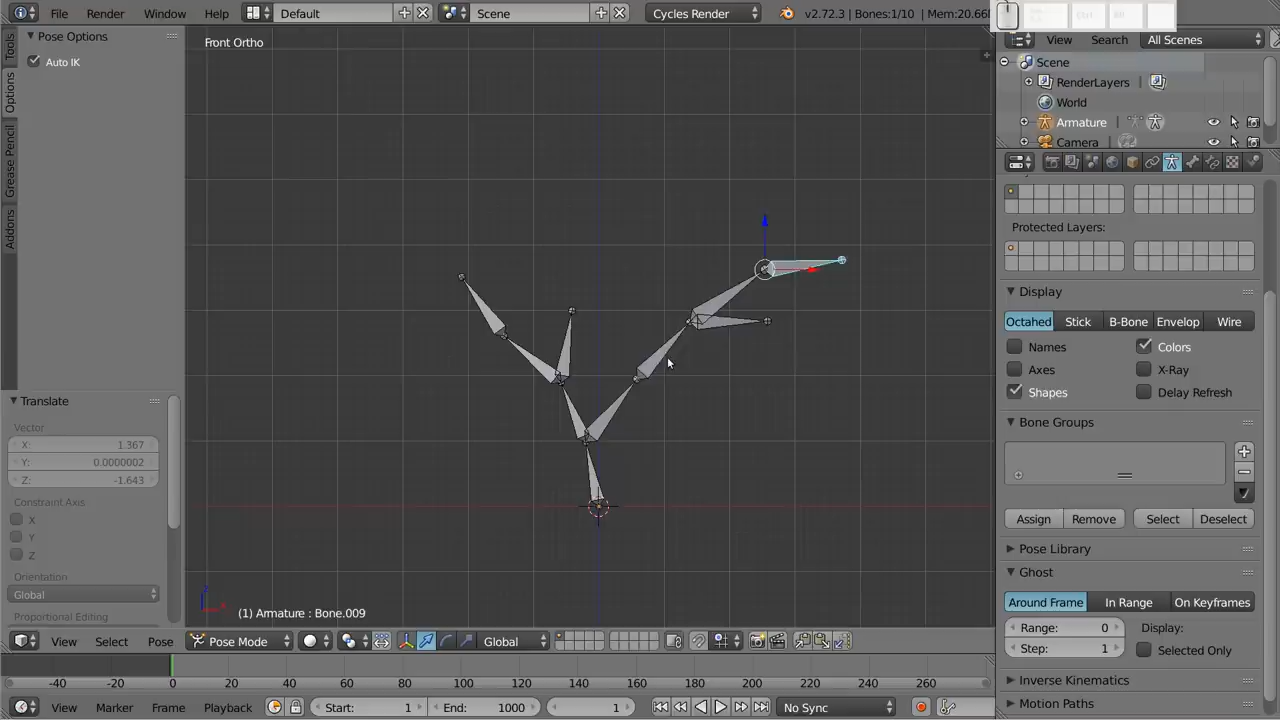 File Render Window Help Default Scene Cycles Render v2.72.3 | Bones:1/10 | Mem:20.66
Ctrl Alt
Pose Options
Auto IK
Tools
Options
Grease Pencil
Addons
Translate
Vector
X: 1.367
Y: 0.0000002
Z: -1.643
Constraint Axis
X
Y
Z
Orientation
Global
Proportional Editing
Front Ortho
(1) Armature : Bone.009
View Select Pose Pose Mode Global
-40 -20 0 20 40 60 80 100 120 140 160 180 200 220 240 260
View Marker Frame Playback Start: 1 End: 1000 1 No Sync
View Search All Scenes
Scene
RenderLayers
World
Armature
Camera
Protected Layers:
Display
Octahed Stick B-Bone Envelop Wire
Names Colors
Axes X-Ray
Shapes Delay Refresh
Bone Groups
Assign Remove Select Deselect
Pose Library
Ghost
Around Frame In Range On Keyframes
Range: 0 Display:
Step: 1 Selected Only
Inverse Kinematics
Motion Paths